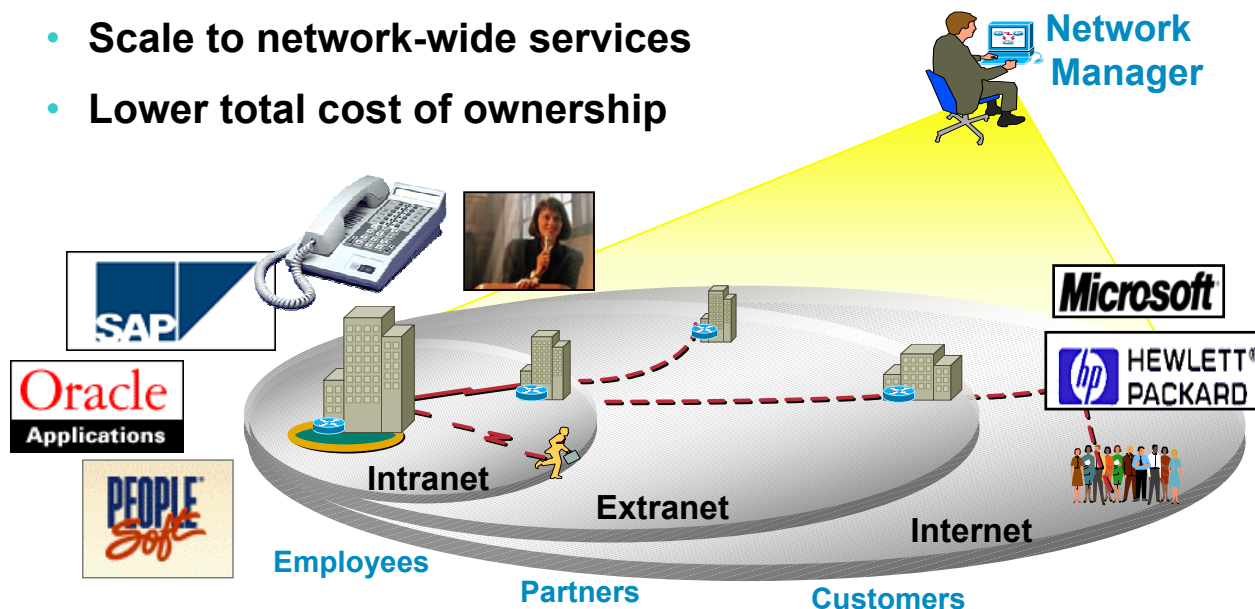 • Scale to network-wide services
• Lower total cost of ownership
Network
Manager
SAP
Microsoft
Oracle
Applications
hp HEWLETT®
PACKARD
PEOPLE
Soft
Intranet
Extranet
Internet
Employees
Partners
Customers